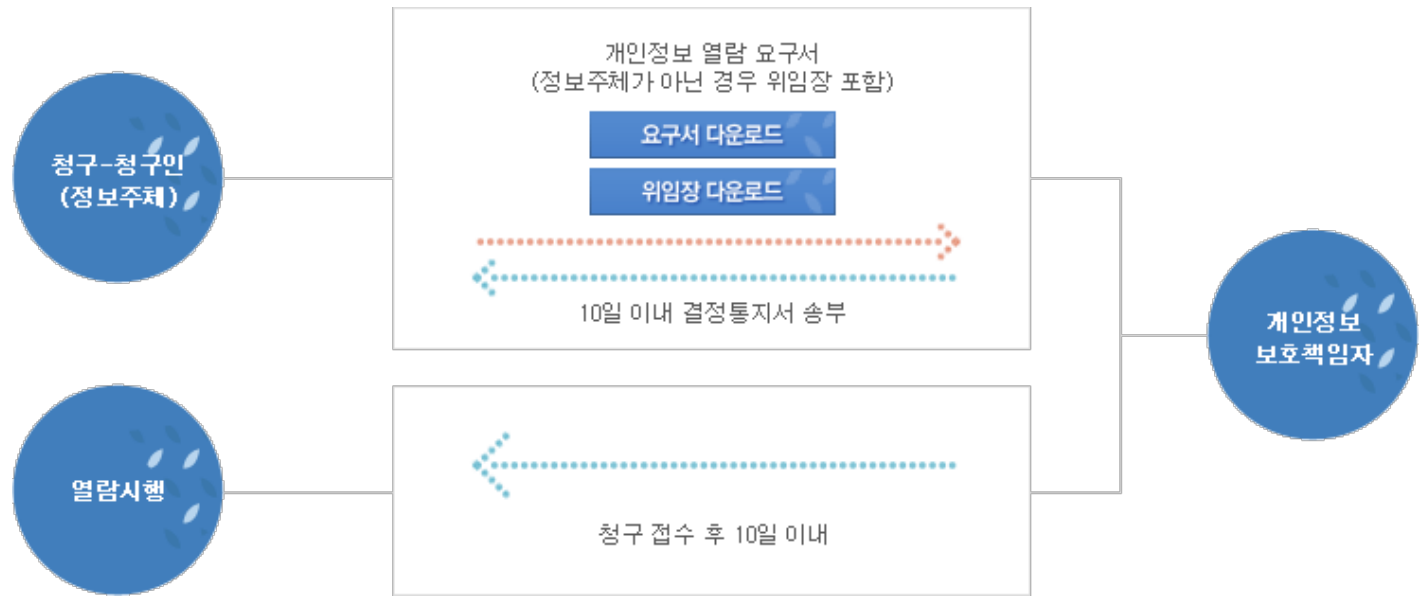 청구-청구인
(정보주체)
개인정보 열람 요구서
(정보주체가 아닌 경우 위임장 포함)
요구서 다운로드
위임장 다운로드
10일 이내 결정통지서 송부
개인정보
보호책임자
열람시행
청구 접수 후 10일 이내